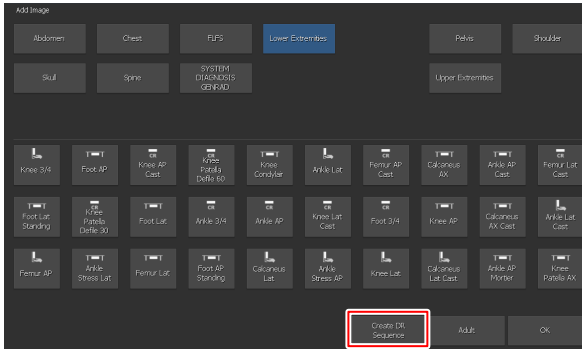 Add Image
Abdomen
Chest
FLFS
Lower Extremities
Pelvis
Shoulder
Skull
Spine
SYSTEM
DIAGNOSIS
GENRAD
Upper Extremities
Knee 3/4
Foot AP
CR
Knee AP
Cast
CR
Knee
Patella
Defile 60
Knee
Condylair
Ankle Lat
CR
Femur AP
Cast
Calcaneus
AX
Ankle AP
Cast
CR
Femur Lat
Cast
Foot Lat
Standing
CR
Knee
Patella
Defile 30
Foot Lat
CR
Ankle 3/4
CR
Ankle AP
CR
Knee Lat
Cast
CR
Foot 3/4
CR
Knee AP
Calcaneus
AX Cast
Ankle Lat
Cast
Femur AP
Ankle
Stress Lat
Femur Lat
Foot AP
Standing
Calcaneus
Lat
Ankle
Stress AP
Knee Lat
Calcaneus
Lat Cast
Ankle AP
Mortier
Knee
Patella AX
Create DR
Sequence
Adult
OK